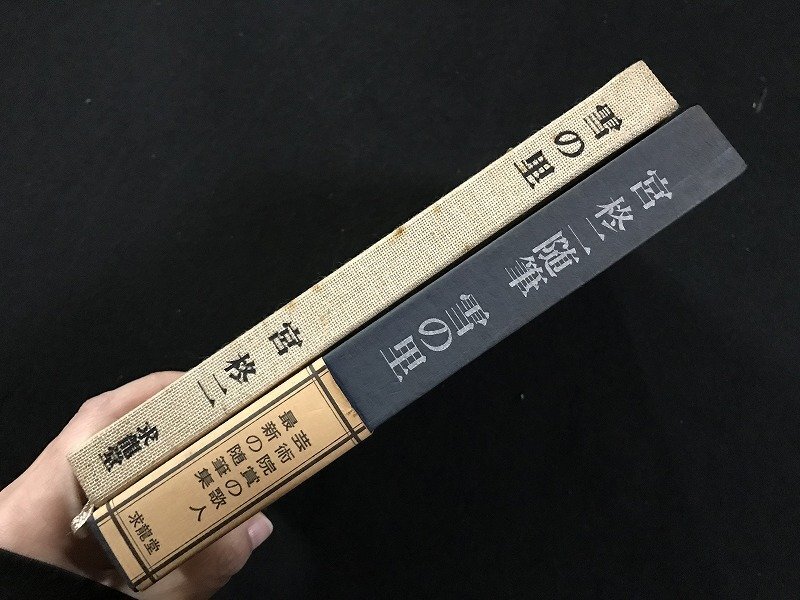 雪の里
宮柊二
求龍堂
宮柊二随筆
雪の里
芸術院賞の歌人
最新の随筆集
求龍堂